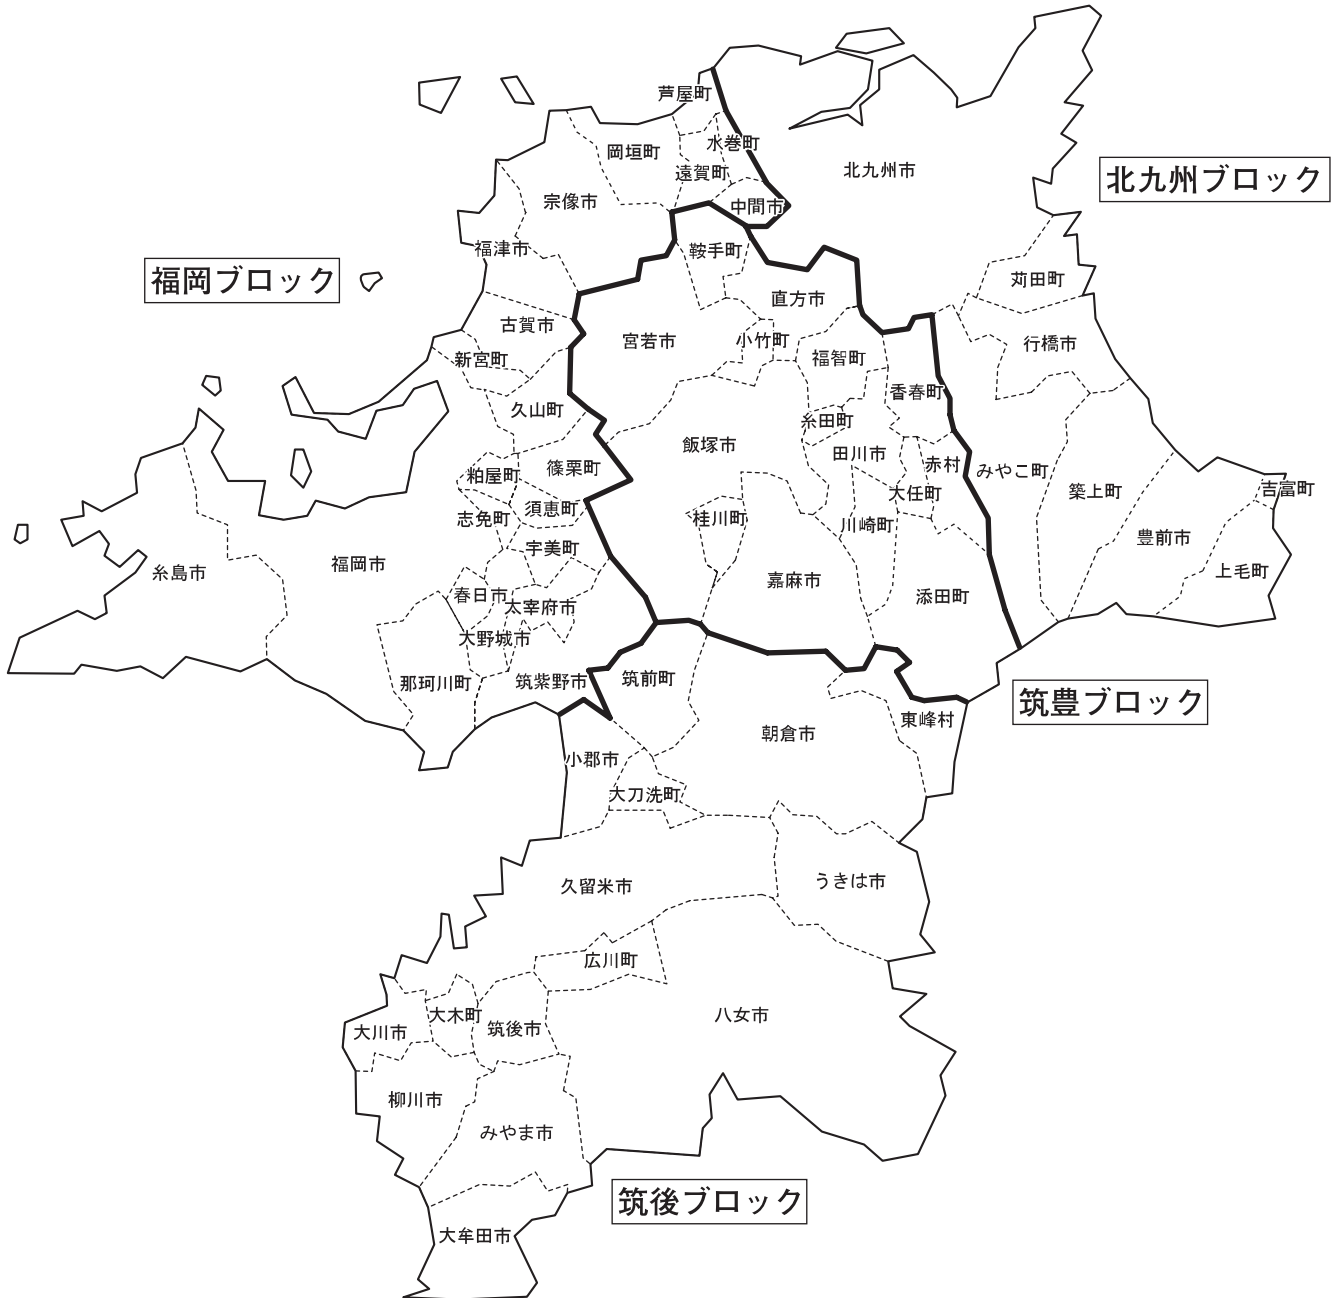 芦屋町
水巻町
岡垣町
遠賀町
北九州市
北九州ブロック
宗像市
中間市
福津市
鞍手町
福岡ブロック
苅田町
直方市
古賀市
宮若市
小竹町
行橋市
新宮町
福智町
香春町
久山町
糸田町
飯塚市
田川市
篠栗町
赤村
みやこ町
粕屋町
築上町
大任町
吉富町
須恵町
志免町
桂川町
川崎町
豊前市
宇美町
福岡市
糸島市
上毛町
嘉麻市
春日市
添田町
太宰府市
大野城市
那珂川町
筑紫野市
筑前町
筑豊ブロック
東峰村
朝倉市
小郡市
大刀洗町
うきは市
久留米市
広川町
大木町
八女市
大川市
筑後市
柳川市
みやま市
筑後ブロック
大牟田市